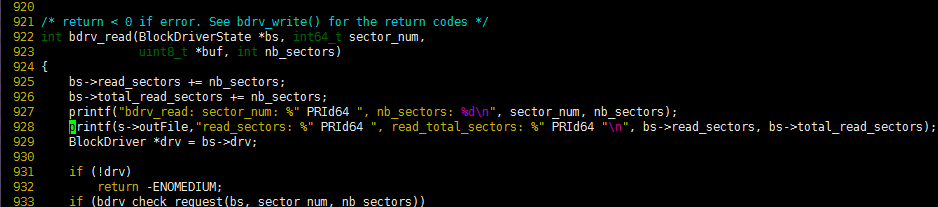 920
921 /* return < 0 if error. See bdrv_write() for the return codes */
922 int bdrv_read(BlockDriverState *bs, int64_t sector_num,
923               uint8_t *buf, int nb_sectors)
924 {
925     bs->read_sectors += nb_sectors;
926     bs->total_read_sectors += nb_sectors;
927     printf("bdrv_read: sector_num: %" PRId64 ", nb_sectors: %d\n", sector_num, nb_sectors);
928     printf(s->outFile,"read_sectors: %" PRId64 ", read_total_sectors: %" PRId64 "\n", bs->read_sectors, bs->total_read_sectors);
929     BlockDriver *drv = bs->drv;
930
931     if (!drv)
932         return -ENOMEDIUM;
933     if (bdrv_check_request(bs, sector_num, nb_sectors))